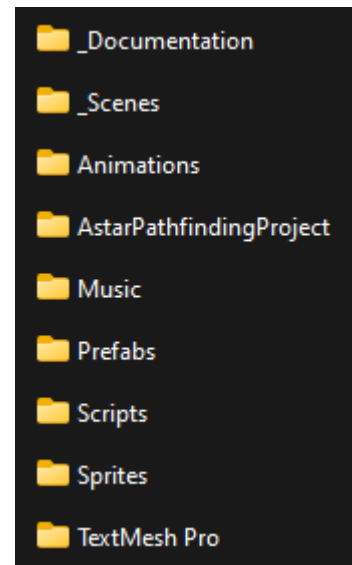 _Documentation
_Scenes
Animations
AstarPathfindingProject
Music
Prefabs
Scripts
Sprites
TextMesh Pro